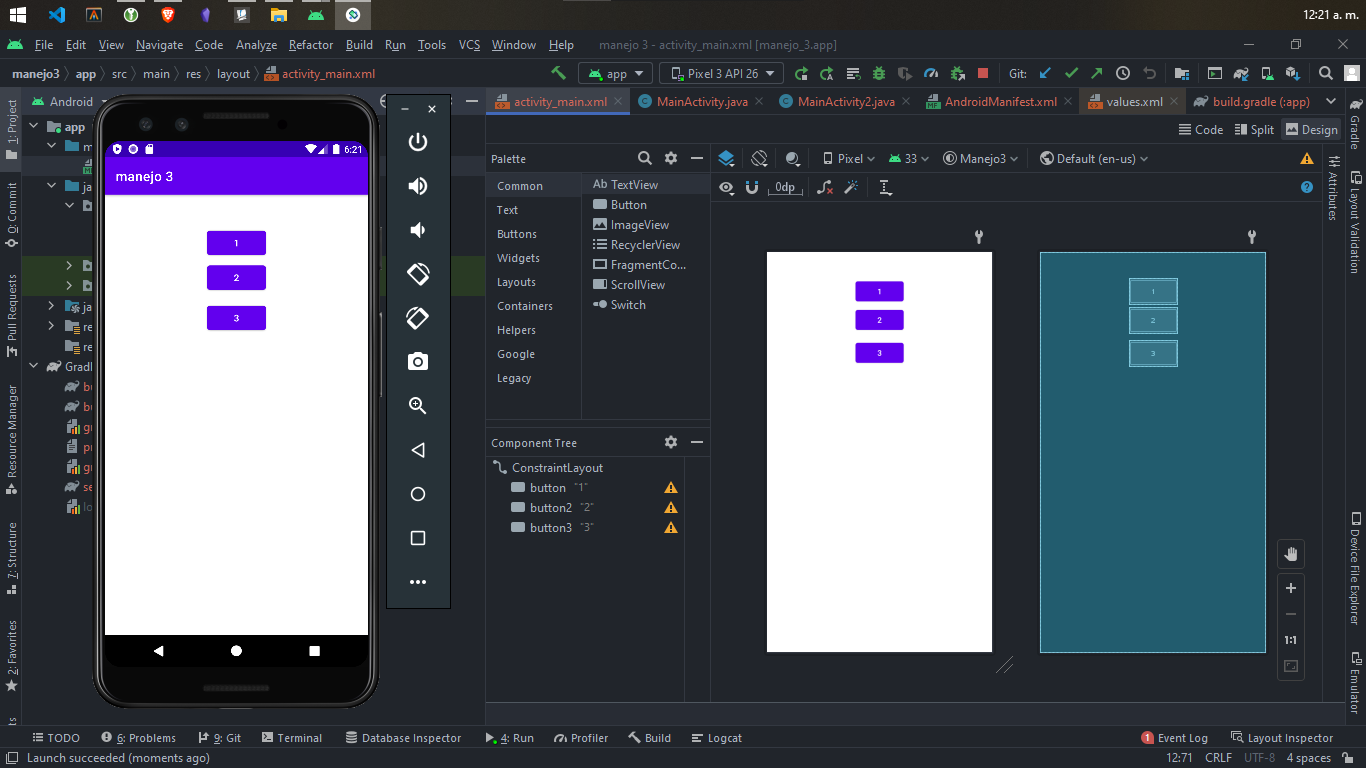 12:21 a. m.
File Edit View Navigate Code Analyze Refactor Build Run Tools VCS Window Help manejo 3 - activity_main.xml [manejo_3.app]
manejo3 app src main res layout activity_main.xml app Pixel 3 API 26 Git:
1: Project
0: Commit
Pull Requests
Resource Manager
7: Structure
2: Favorites
Android
app
m
ja
ja
re
re
Gradl
bu
bu
gr
pr
gr
se
lo
6:21
manejo 3
1
2
3
activity_main.xml MainActivity.java MainActivity2.java AndroidManifest.xml values.xml build.gradle (:app)
Code Split Design
Palette
Common
Text
Buttons
Widgets
Layouts
Containers
Helpers
Google
Legacy
Ab TextView
Button
ImageView
RecyclerView
FragmentCo...
ScrollView
Switch
Pixel 33 Manejo3 Default (en-us)
0dp
1
2
3
1
2
3
Component Tree
ConstraintLayout
button "1"
button2 "2"
button3 "3"
1:1
Gradle
Layout Validation
Attributes
Device File Explorer
Emulator
TODO 6: Problems 9: Git Terminal Database Inspector 4: Run Profiler Build Logcat 1 Event Log Layout Inspector
Launch succeeded (moments ago) 12:71 CRLF UTF-8 4 spaces